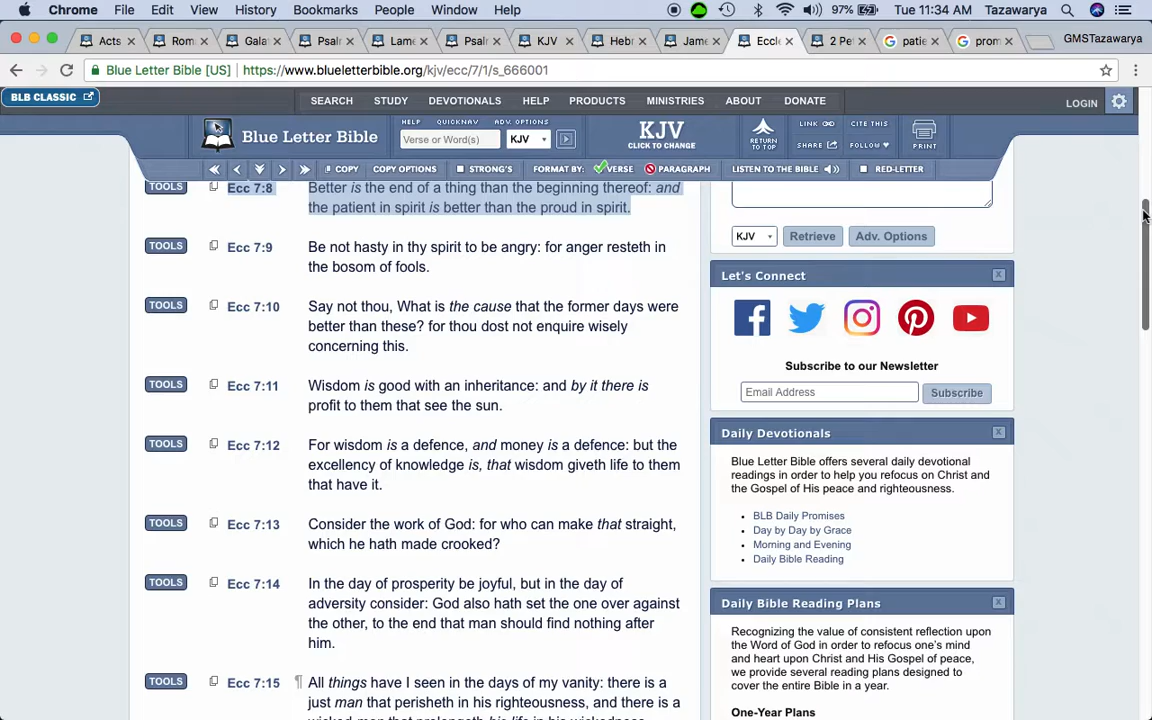 Chrome File Edit View History Bookmarks People Window Help 97% Tue 11:34 AM Tazawarya
Acts Rom Gala Psalr Lame Psalr KJV Hebr Jame Eccle 2 Pe patie prom GMSTazawarya
Blue Letter Bible [US] https://www.blueletterbible.org/kjv/ecc/7/1/s_666001
BLB CLASSIC
SEARCH STUDY DEVOTIONALS HELP PRODUCTS MINISTRIES ABOUT DONATE LOGIN
Blue Letter Bible
HELP QUICKNAV ADV. OPTIONS
Verse or Word(s) KJV
KJV
CLICK TO CHANGE
RETURN
TO TOP
LINK CITE THIS
SHARE FOLLOW
PRINT
COPY COPY OPTIONS STRONG'S FORMAT BY: VERSE PARAGRAPH LISTEN TO THE BIBLE RED-LETTER
TOOLS Ecc 7:8 Better is the end of a thing than the beginning thereof: and
the patient in spirit is better than the proud in spirit.
TOOLS Ecc 7:9 Be not hasty in thy spirit to be angry: for anger resteth in
the bosom of fools.
TOOLS Ecc 7:10 Say not thou, What is the cause that the former days were
better than these? for thou dost not enquire wisely
concerning this.
TOOLS Ecc 7:11 Wisdom is good with an inheritance: and by it there is
profit to them that see the sun.
TOOLS Ecc 7:12 For wisdom is a defence, and money is a defence: but the
excellency of knowledge is, that wisdom giveth life to them
that have it.
TOOLS Ecc 7:13 Consider the work of God: for who can make that straight,
which he hath made crooked?
TOOLS Ecc 7:14 In the day of prosperity be joyful, but in the day of
adversity consider: God also hath set the one over against
the other, to the end that man should find nothing after
him.
TOOLS Ecc 7:15 ¶ All things have I seen in the days of my vanity: there is a
just man that perisheth in his righteousness, and there is a
wicked man that prolongeth his life in his wickedness
KJV Retrieve Adv. Options
Let's Connect X
Subscribe to our Newsletter
Email Address Subscribe
Daily Devotionals X
Blue Letter Bible offers several daily devotional
readings in order to help you refocus on Christ and
the Gospel of His peace and righteousness.
• BLB Daily Promises
• Day by Day by Grace
• Morning and Evening
• Daily Bible Reading
Daily Bible Reading Plans X
Recognizing the value of consistent reflection upon
the Word of God in order to refocus one's mind
and heart upon Christ and His Gospel of peace,
we provide several reading plans designed to
cover the entire Bible in a year.
One-Year Plans